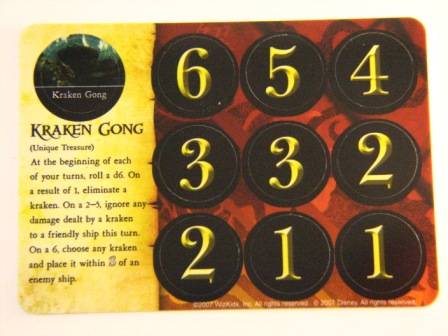 Kraken Gong
KRAKEN GONG
(Unique Treasure)
At the beginning of each
of your turns, roll a d6. On
a result of 1, eliminate a
kraken. On a 2–5, ignore any
damage dealt by a kraken
to a friendly ship this turn.
On a 6, choose any kraken
and place it within S of an
enemy ship.
6 5 4
3 3 2
2 1 1
©2007 WizKids, Inc. All rights reserved. © 2007 Disney. All rights reserved.